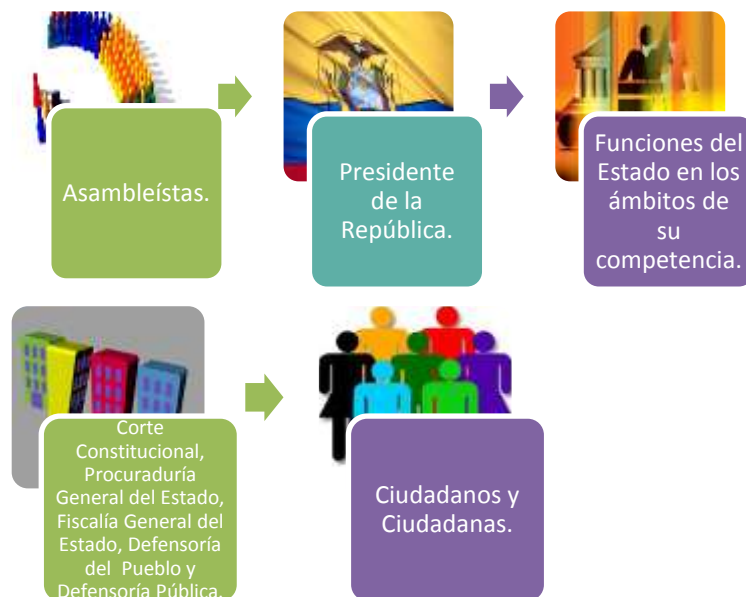 Asambleístas.
Presidente
de la
República.
Funciones del
Estado en los
ámbitos de
su
competencia.
Corte
Constitucional,
Procuraduría
General del Estado,
Fiscalía General del
Estado, Defensoría
del Pueblo y
Defensoría Pública.
Ciudadanos y
Ciudadanas.